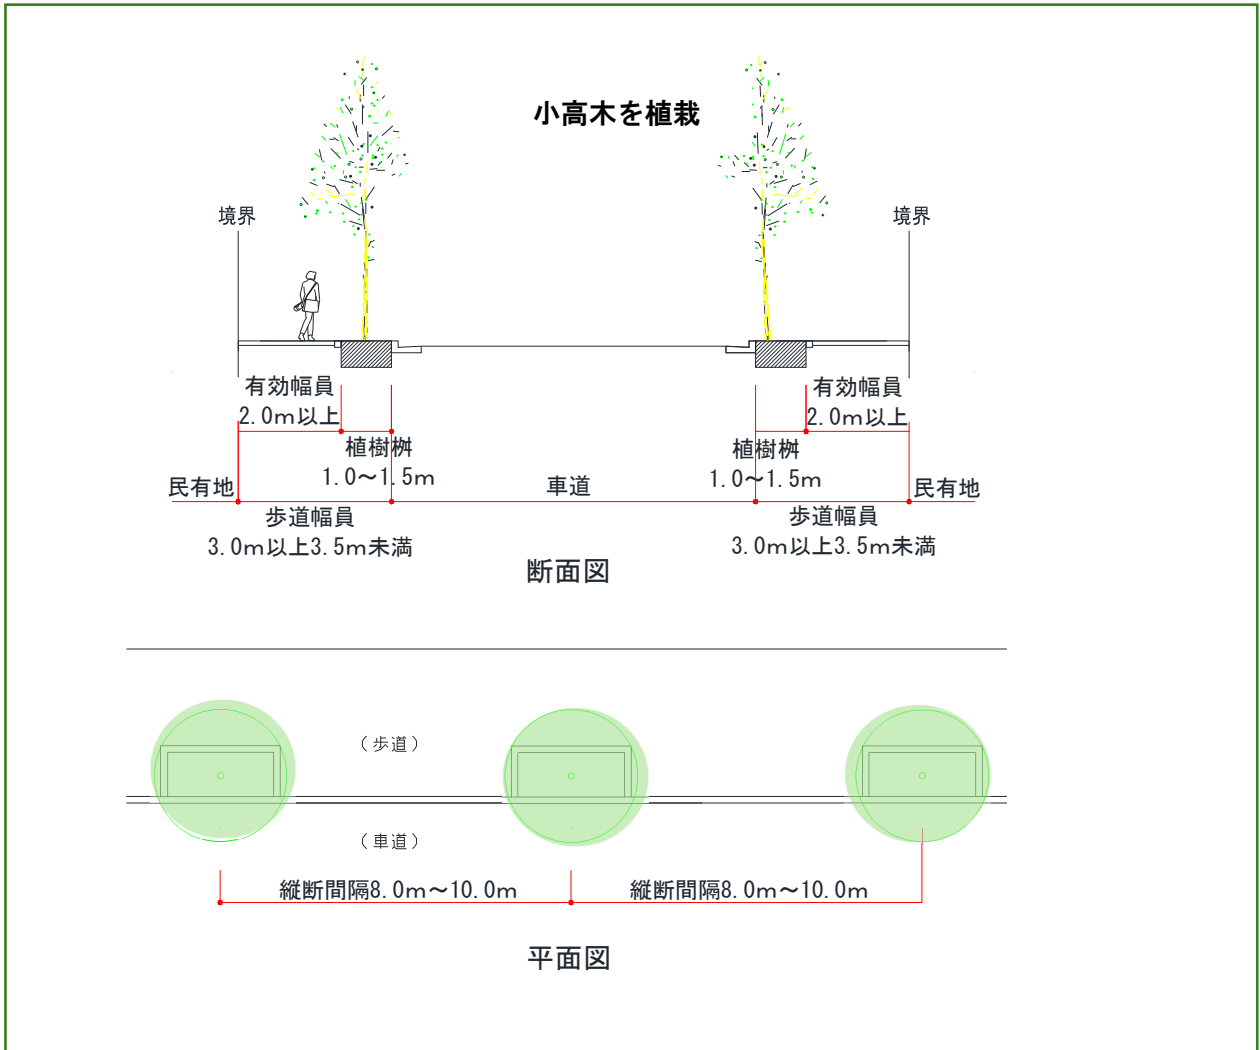 小高木を植栽
境界
境界
有効幅員
2.0m以上
有効幅員
2.0m以上
植樹桝
1.0～1.5m
植樹桝
1.0～1.5m
民有地
車道
民有地
歩道幅員
3.0m以上3.5m未満
歩道幅員
3.0m以上3.5m未満
断面図
（歩道）
（車道）
縦断間隔8.0m～10.0m
縦断間隔8.0m～10.0m
平面図